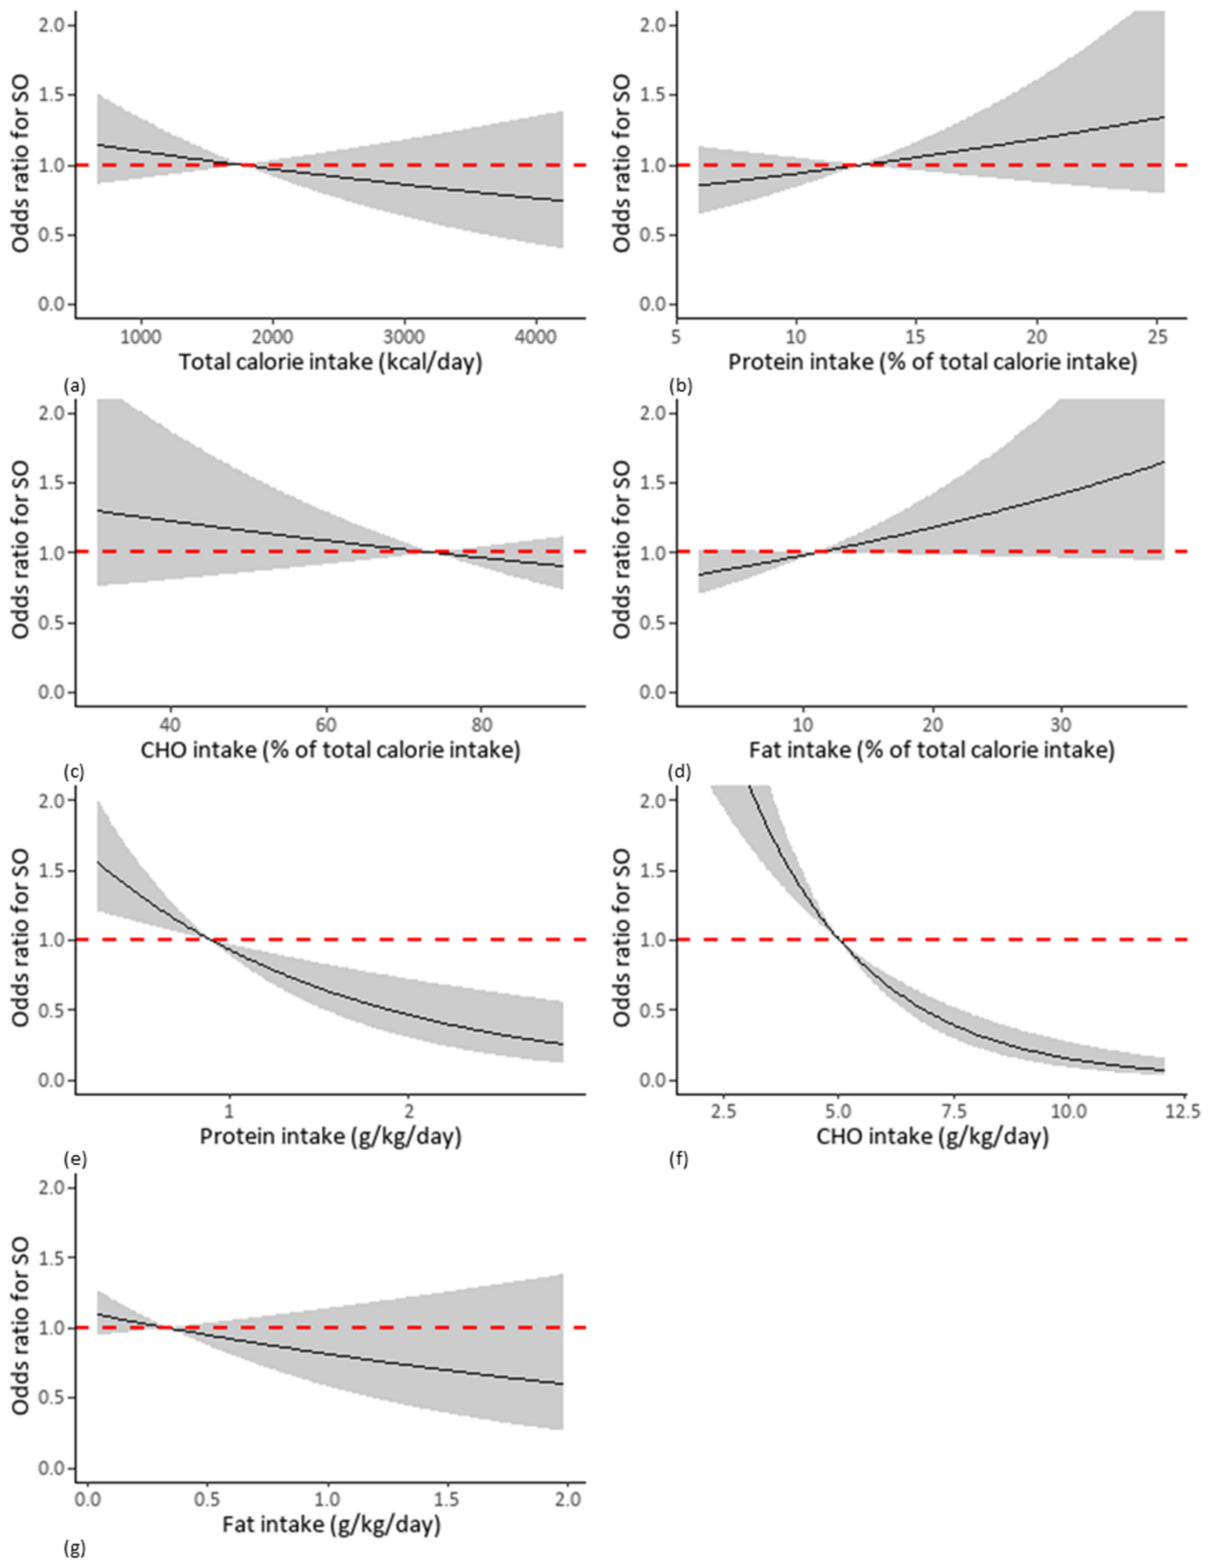 Odds ratio for SO
2.0
1.5
1.0
0.5
0.0
1000 2000 3000 4000
Total calorie intake (kcal/day)
(a)
Odds ratio for SO
2.0
1.5
1.0
0.5
0.0
5 10 15 20 25
Protein intake (% of total calorie intake)
(b)
Odds ratio for SO
2.0
1.5
1.0
0.5
0.0
40 60 80
CHO intake (% of total calorie intake)
(c)
Odds ratio for SO
2.0
1.5
1.0
0.5
0.0
10 20 30
Fat intake (% of total calorie intake)
(d)
Odds ratio for SO
2.0
1.5
1.0
0.5
0.0
1 2
Protein intake (g/kg/day)
(e)
Odds ratio for SO
2.0
1.5
1.0
0.5
0.0
2.5 5.0 7.5 10.0 12.5
CHO intake (g/kg/day)
(f)
Odds ratio for SO
2.0
1.5
1.0
0.5
0.0
0.0 0.5 1.0 1.5 2.0
Fat intake (g/kg/day)
(g)